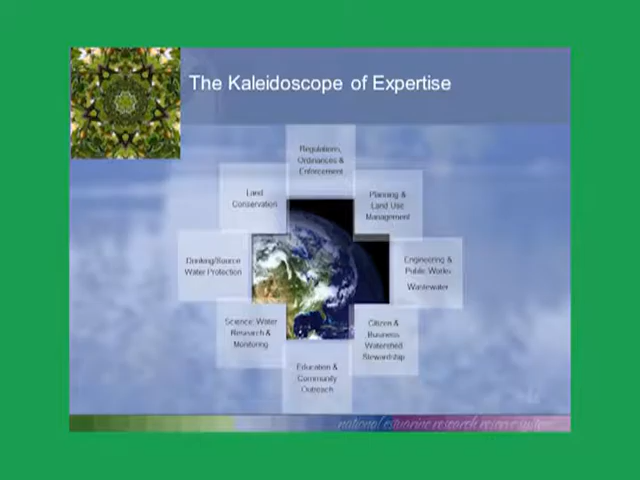 The Kaleidoscope of Expertise
Regulations,
Ordinances &
Enforcement
Land
Conservation
Planning &
Land Use
Management
Drinking/Source
Water Protection
Engineering &
Public Works
Wastewater
Science: Water
Research &
Monitoring
Citizen &
Business
Watershed
Stewardship
Education &
Community
Outreach
national estuarine research reserve system